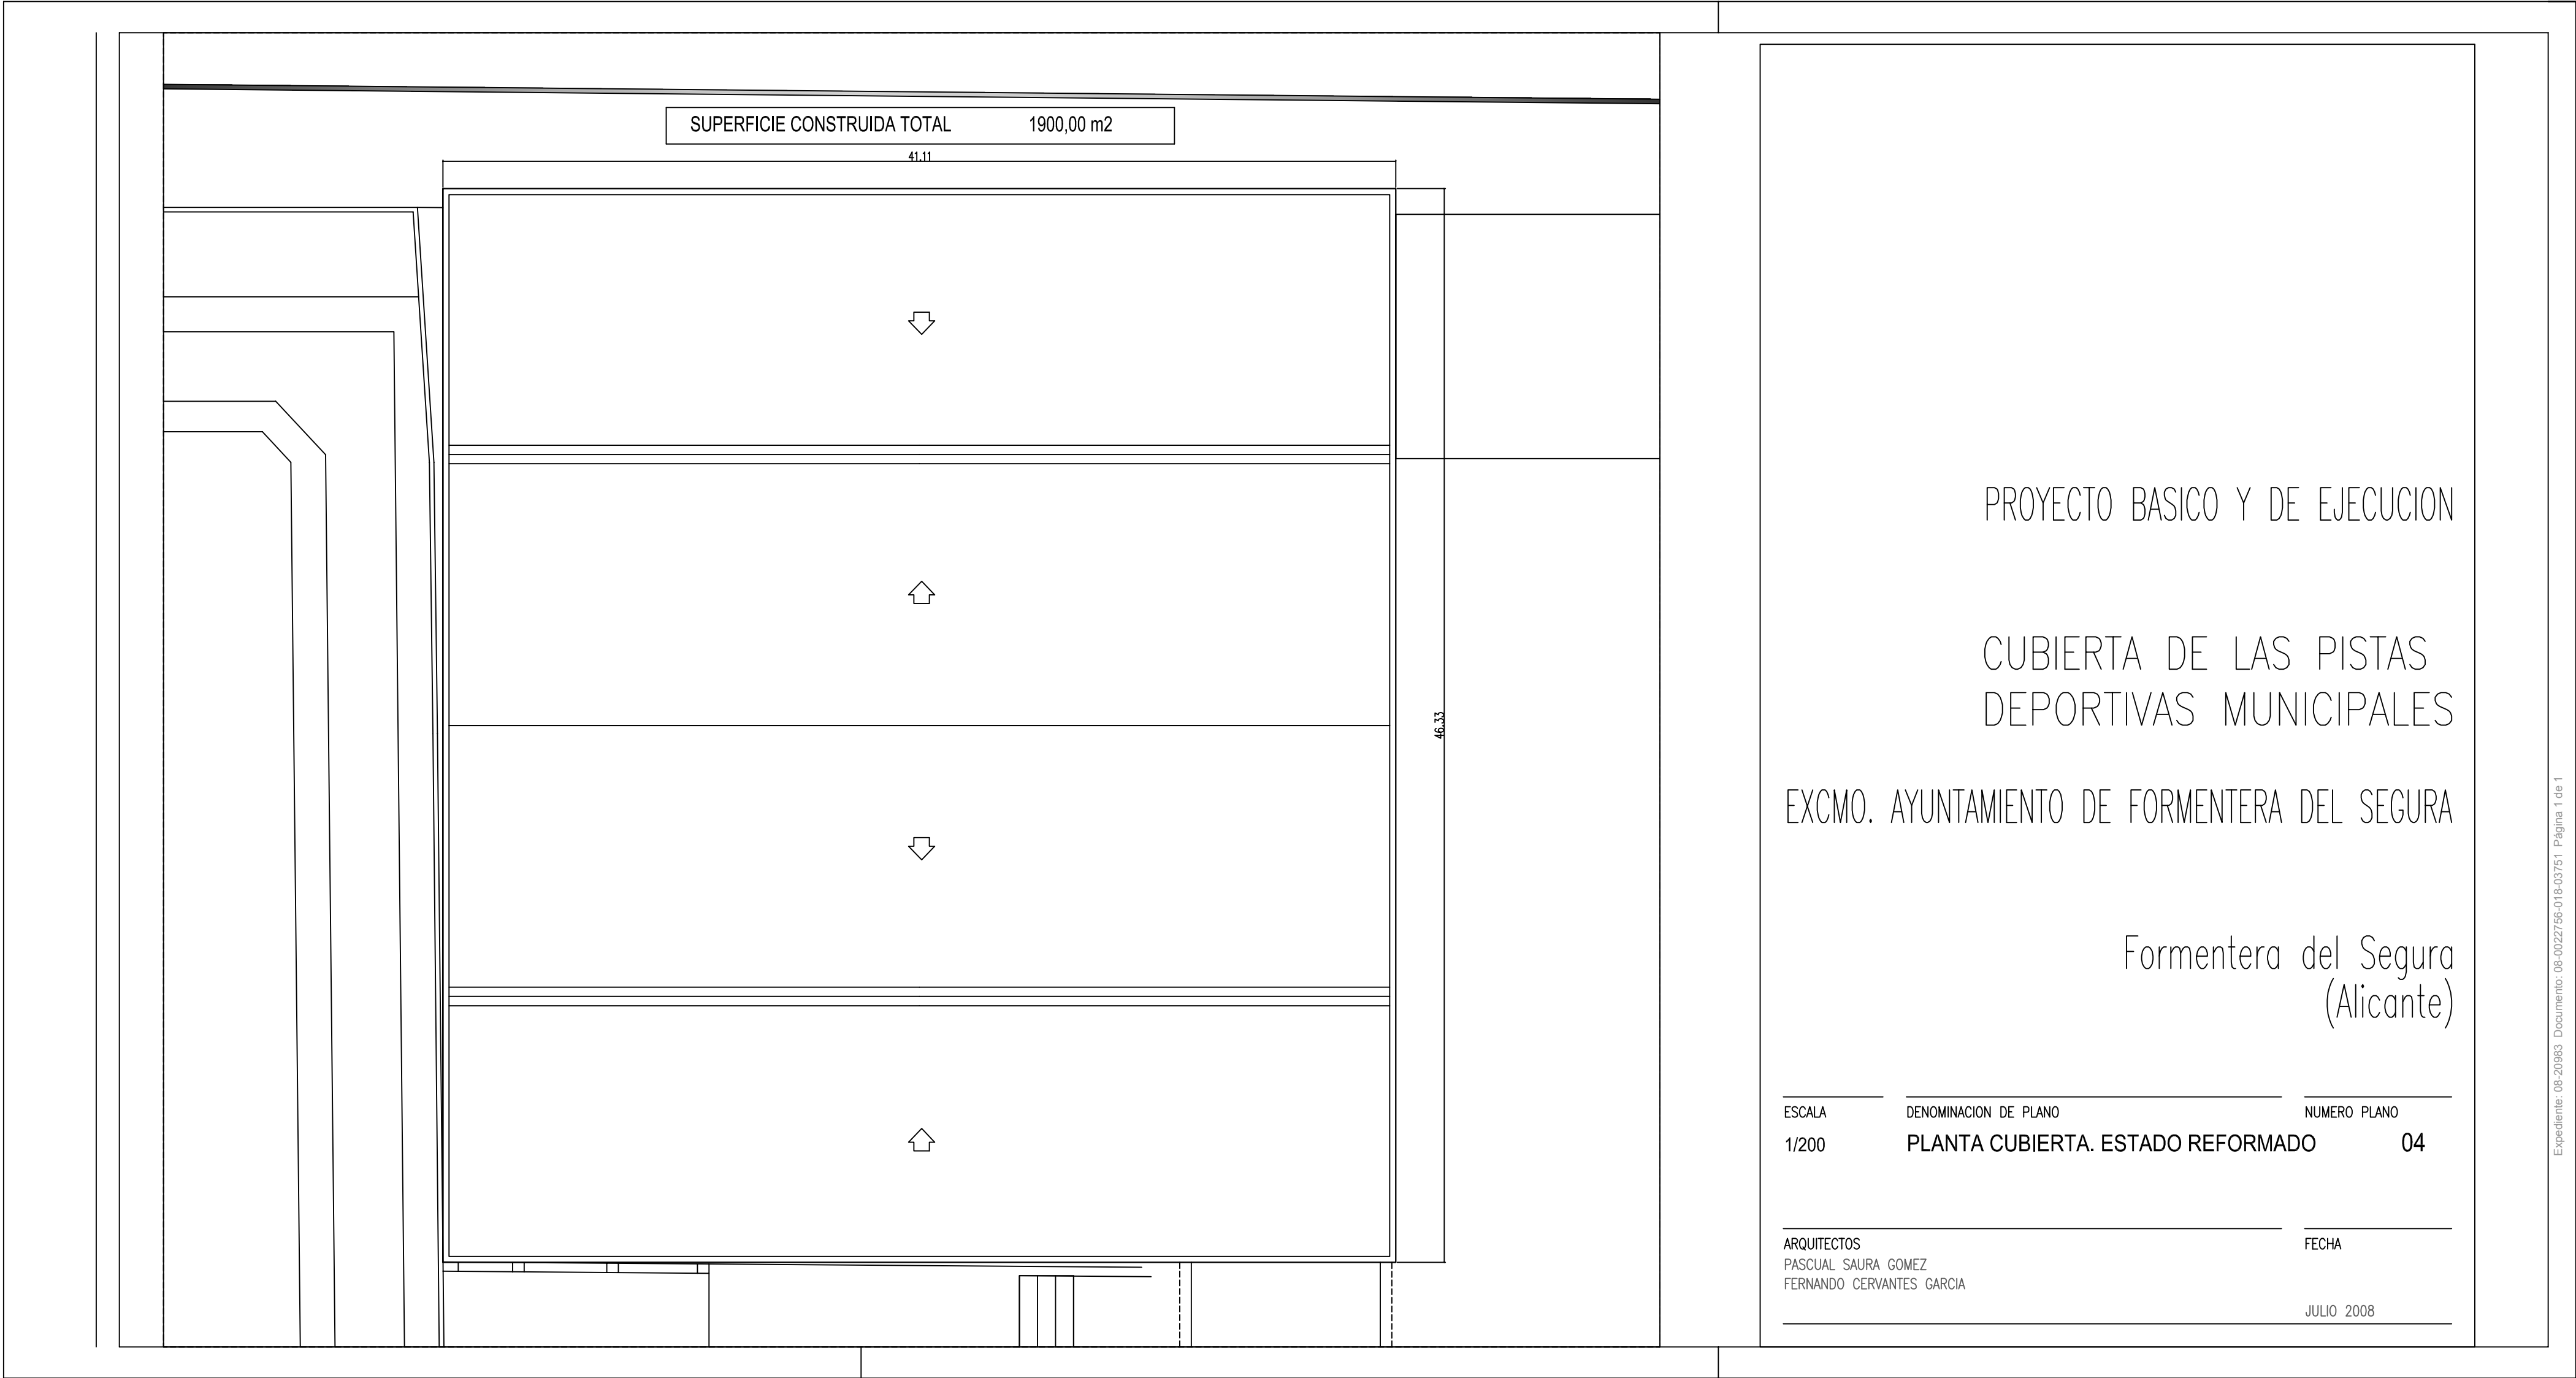 SUPERFICIE CONSTRUIDA TOTAL 1900,00 m2
41.11
46.33
PROYECTO BASICO Y DE EJECUCION
CUBIERTA DE LAS PISTAS
DEPORTIVAS MUNICIPALES
EXCMO. AYUNTAMIENTO DE FORMENTERA DEL SEGURA
Formentera del Segura
(Alicante)
ESCALA DENOMINACION DE PLANO NUMERO PLANO
1/200 PLANTA CUBIERTA. ESTADO REFORMADO 04
ARQUITECTOS FECHA
PASCUAL SAURA GOMEZ
FERNANDO CERVANTES GARCIA
JULIO 2008
Expediente: 08-20983 Documento: 08-0022756-018-03751 Página 1 de 1